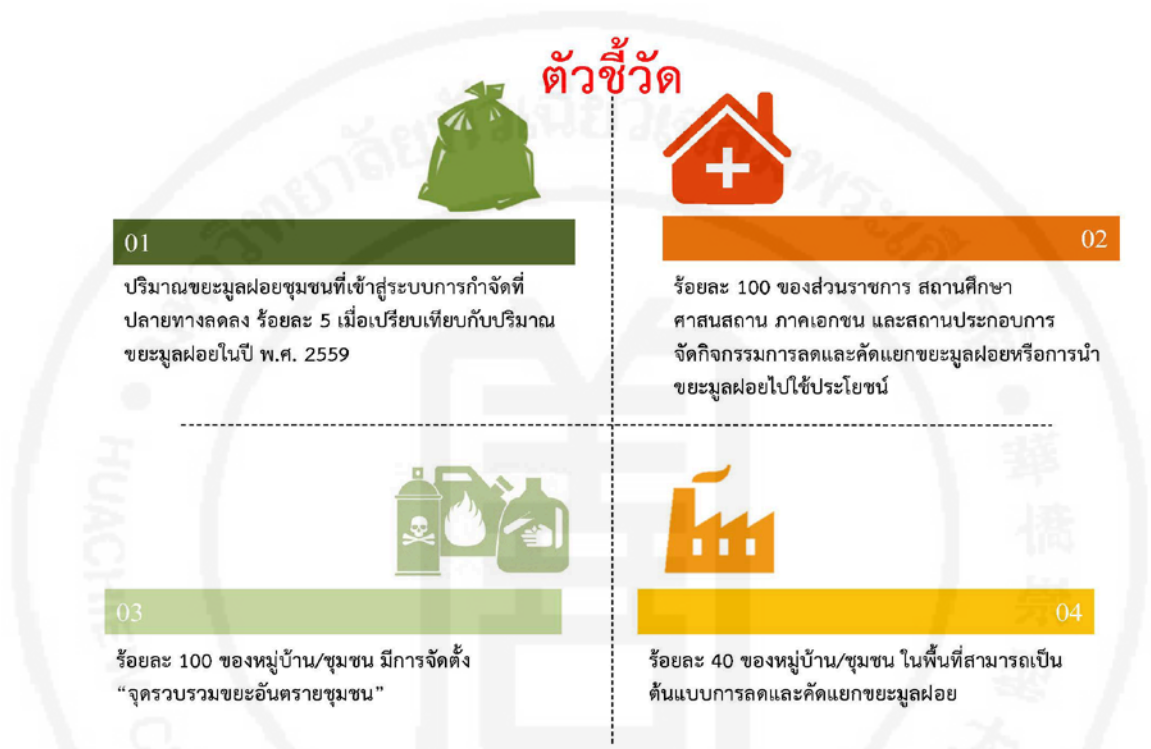 ตัวชี้วัด
01
ปริมาณขยะมูลฝอยชุมชนที่เข้าสู่ระบบการกำจัดที่
ปลายทางลดลง ร้อยละ 5 เมื่อเปรียบเทียบกับปริมาณ
ขยะมูลฝอยในปี พ.ศ. 2559
02
ร้อยละ 100 ของส่วนราชการ สถานศึกษา
ศาสนสถาน ภาคเอกชน และสถานประกอบการ
จัดกิจกรรมการลดและคัดแยกขยะมูลฝอยหรือการนำ
ขยะมูลฝอยไปใช้ประโยชน์
03
ร้อยละ 100 ของหมู่บ้าน/ชุมชน มีการจัดตั้ง
“จุดรวบรวมขยะอันตรายชุมชน”
04
ร้อยละ 40 ของหมู่บ้าน/ชุมชน ในพื้นที่สามารถเป็น
ต้นแบบการลดและคัดแยกขยะมูลฝอย